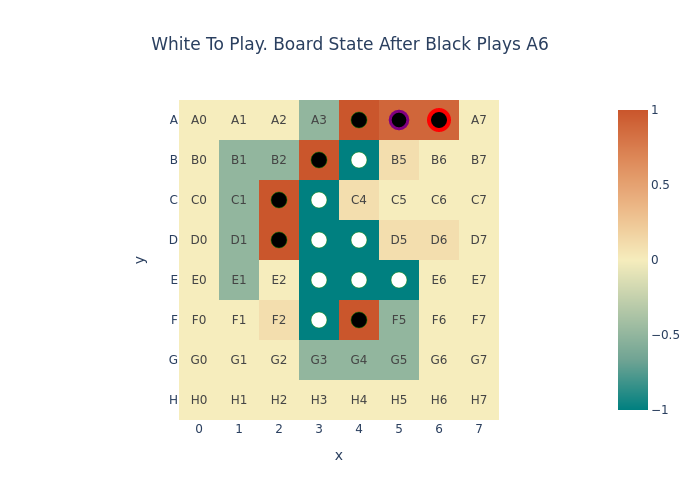 White To Play. Board State After Black Plays A6
A A0 A1 A2 A3 A7
B B0 B1 B2 B5 B6 B7
C C0 C1 C4 C5 C6 C7
D D0 D1 D5 D6 D7
E E0 E1 E2 E6 E7
F F0 F1 F2 F5 F6 F7
G G0 G1 G2 G3 G4 G5 G6 G7
H H0 H1 H2 H3 H4 H5 H6 H7
0 1 2 3 4 5 6 7
x
y
1
0.5
0
−0.5
−1